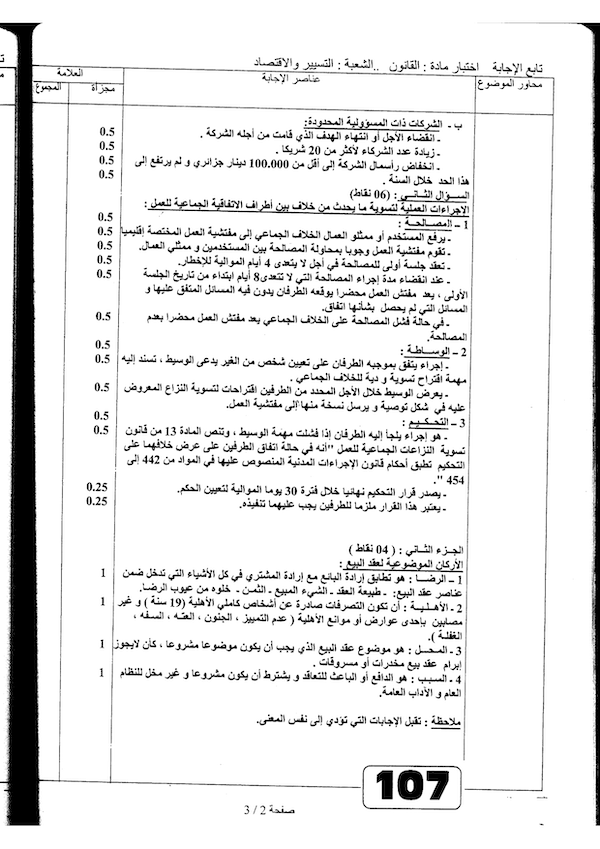 تابع الإجابة اختبار مادة : القانون ..الشعبة : التسيير والاقتصاد
محاور الموضوع
عناصر الإجابة
العلامة
مجزأة
المجموع
ب ـ الشركات ذات المسؤولية المحدودة:
ـ انقضاء الأجل أو انتهاء الهدف الذي قامت من أجله الشركة . 0.5
ـ زيادة عدد الشركاء لأكثر من 20 شريكا . 0.5
ـ انخفاض رأسمال الشركة إلى أقل من 100.000 دينار جزائري و لم يرتفع إلى 0.5
هذا الحد خلال السنة . 0.5
السؤال الثاني : (06 نقاط)
الإجراءات العملية لتسوية ما يحدث من خلاف بين أطراف الاتفاقية الجماعية للعمل :
1 – المصالحة : 0.5
ـ يرفع المستخدم أو ممثلو العمال الخلاف الجماعي إلى مفتشية العمل المختصة إقليميا 0.5
ـ تقوم مفتشية العمل وجوبا بمحاولة المصالحة بين المستخدمين و ممثلي العمال. 0.5
ـ تعقد جلسة أولى للمصالحة في أجل لا يتعدى 4 أيام الموالية للإخطار. 0.5
ـ عند انقضاء مدة إجراء المصالحة التي لا تتعدى8 أيام ابتداء من تاريخ الجلسة 0.5
الأولى ، يعد مفتش العمل محضرا يوقعه الطرفان يدون فيه المسائل المتفق عليها و
المسائل التي لم يحصل بشأنها اتفاق.
ـ في حالة فشل المصالحة على الخلاف الجماعي يعد مفتش العمل محضرا بعدم 0.5
المصالحة.
2 – الوساطة : 0.5
ـ إجراء يتفق بموجبه الطرفان على تعيين شخص من الغير يدعى الوسيط ، تسند إليه 0.5
مهمة اقتراح تسوية و دية للخلاف الجماعي .
ـ يعرض الوسيط خلال الأجل المحدد من الطرفين اقتراحات لتسوية النزاع المعروض 0.5
عليه في شكل توصية و يرسل نسخة منها إلى مفتشية العمل.
3 – التحكيم : 0.5
ـ هو إجراء يلجأ إليه الطرفان إذا فشلت مهمة الوسيط ، وتنص المادة 13 من قانون 0.5
تسوية النزاعات الجماعية للعمل "أنه في حالة اتفاق الطرفين على عرض خلافهما على
التحكيم تطبق أحكام قانون الإجراءات المدنية المنصوص عليها في المواد من 442 إلى
454 ".
ـ يصدر قرار التحكيم نهائيا خلال فترة 30 يوما الموالية لتعيين الحكم. 0.25
ـ يعتبر هذا القرار ملزما للطرفين يجب عليهما تنفيذه. 0.25
الجزء الثاني : ( 04 نقاط )
الأركان الموضوعية لعقد البيع :
1 – الرضا : هو تطابق إرادة البائع مع إرادة المشتري في كل الأشياء التي تدخل ضمن 1
عناصر عقد البيع: ـ طبيعة العقد ـ الشيء المبيع ـ الثمن ـ خلوه من عيوب الرضا.
2 ـ الأهلية : أن تكون التصرفات صادرة عن أشخاص كاملي الأهلية (19 سنة ) و غير 1
مصابين بإحدى عوارض أو موانع الأهلية ( عدم التمييز ، الجنون ، العته ، السفه ،
الغفلة ).
3 ـ المحل : هو موضوع عقد البيع الذي يجب أن يكون موضوعا مشروعا ، كأن لايجوز 1
إبرام عقد بيع مخدرات أو مسروقات .
4 ـ السبب : هو الدافع أو الباعث للتعاقد و يشترط أن يكون مشروعا و غير مخل للنظام 1
العام و الآداب العامة.
ملاحظة : تقبل الإجابات التي تؤدي إلى نفس المعنى.
107
صفحة 2 / 3